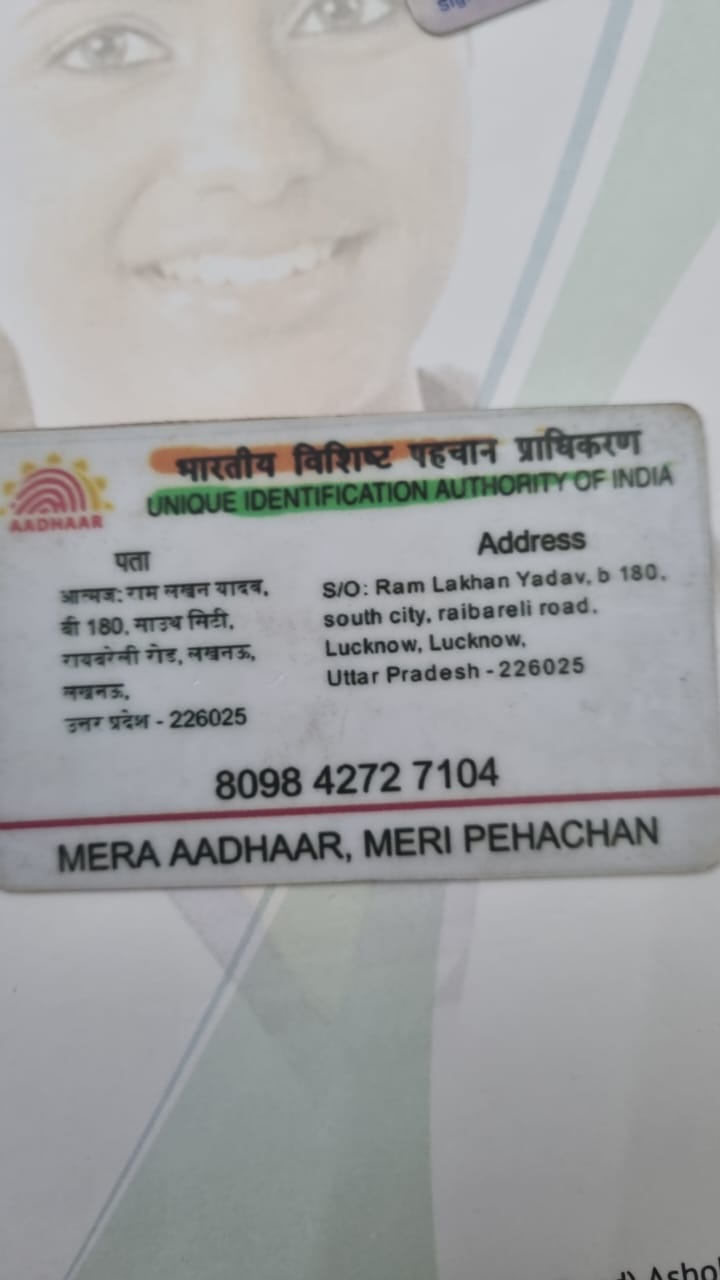 Sig
भारतीय विशिष्ट पहचान प्राधिकरण
UNIQUE IDENTIFICATION AUTHORITY OF INDIA
AADHAAR
पता
आत्मज: राम लखन यादव,
बी 180, साउथ सिटी,
रायबरेली रोड, लखनऊ,
लखनऊ,
उत्तर प्रदेश - 226025
Address
S/O: Ram Lakhan Yadav, b 180,
south city, raibareli road,
Lucknow, Lucknow,
Uttar Pradesh - 226025
8098 4272 7104
MERA AADHAAR, MERI PEHACHAN